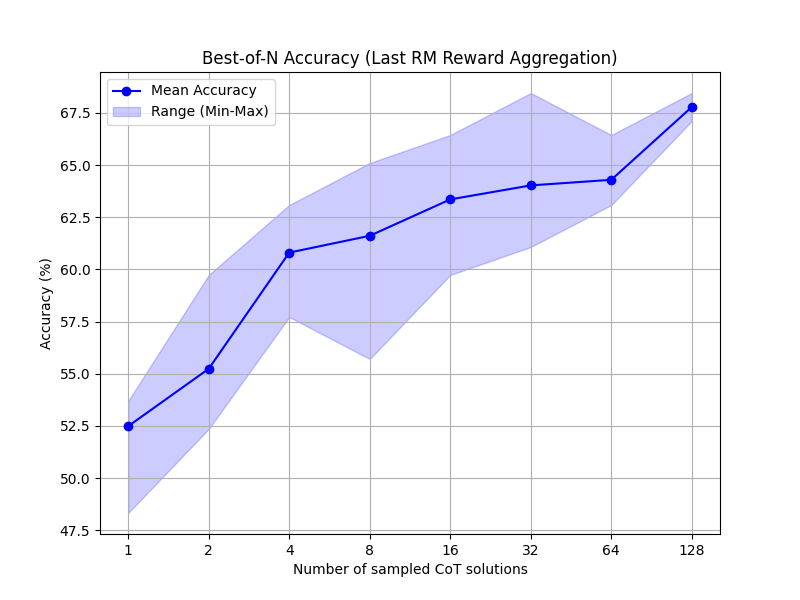 Best-of-N Accuracy (Last RM Reward Aggregation)
Mean Accuracy
Range (Min-Max)
67.5
65.0
62.5
60.0
57.5
55.0
52.5
50.0
47.5
Accuracy (%)
1 2 4 8 16 32 64 128
Number of sampled CoT solutions